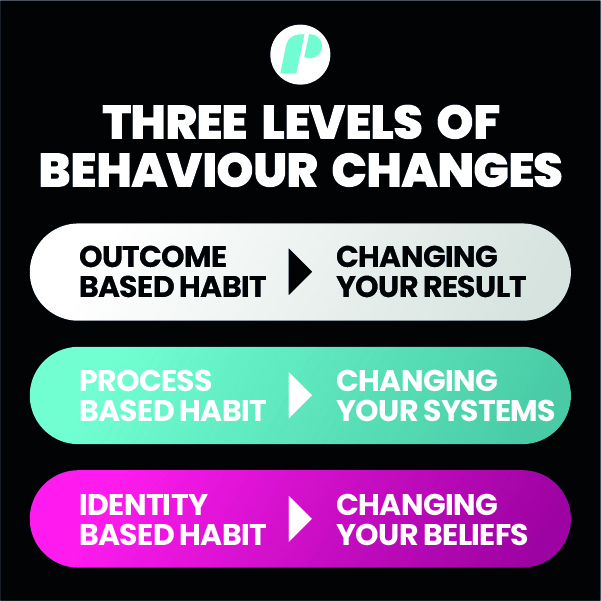 THREE LEVELS OF
BEHAVIOUR CHANGES
OUTCOME
BASED HABIT
CHANGING
YOUR RESULT
PROCESS
BASED HABIT
CHANGING
YOUR SYSTEMS
IDENTITY
BASED HABIT
CHANGING
YOUR BELIEFS